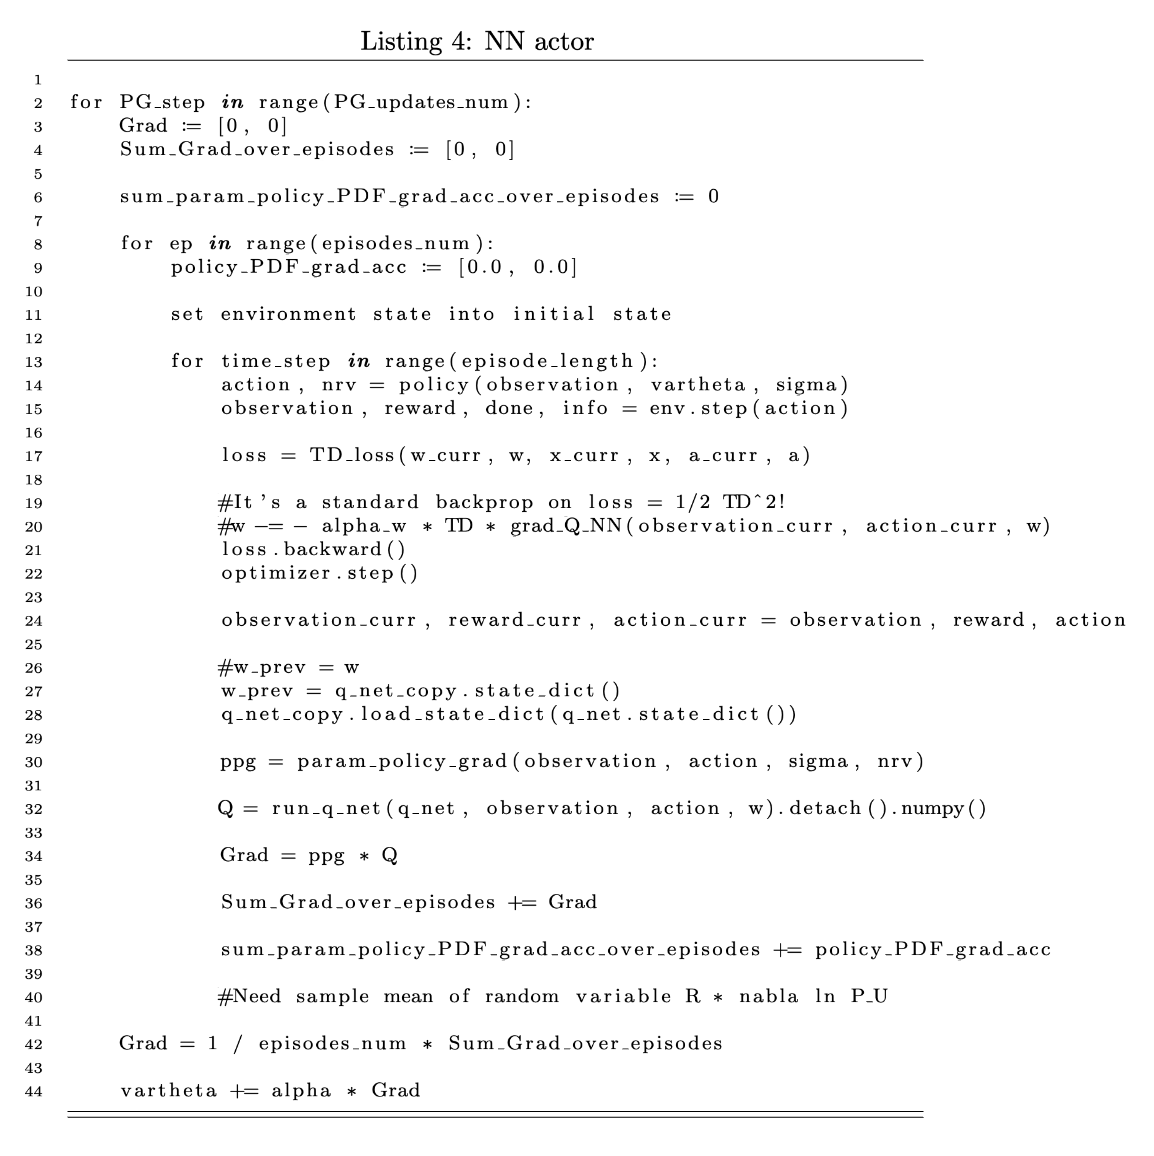 Listing 4: NN actor
1
2 for PG_step in range(PG_updates_num):
3     Grad := [0, 0]
4     Sum_Grad_over_episodes := [0, 0]
5
6     sum_param_policy_PDF_grad_acc_over_episodes := 0
7
8     for ep in range(episodes_num):
9         policy_PDF_grad_acc := [0.0, 0.0]
10
11         set environment state into initial state
12
13         for time_step in range(episode_length):
14             action, nrv = policy(observation, vartheta, sigma)
15             observation, reward, done, info = env.step(action)
16
17             loss = TD_loss(w_curr, w, x_curr, x, a_curr, a)
18
19             #It's a standard backprop on loss = 1/2 TD^2!
20             #w -= - alpha_w * TD * grad_Q_NN(observation_curr, action_curr, w)
21             loss.backward()
22             optimizer.step()
23
24             observation_curr, reward_curr, action_curr = observation, reward, action
25
26             #w_prev = w
27             w_prev = q_net_copy.state_dict()
28             q_net_copy.load_state_dict(q_net.state_dict())
29
30             ppg = param_policy_grad(observation, action, sigma, nrv)
31
32             Q = run_q_net(q_net, observation, action, w).detach().numpy()
33
34             Grad = ppg * Q
35
36             Sum_Grad_over_episodes += Grad
37
38             sum_param_policy_PDF_grad_acc_over_episodes += policy_PDF_grad_acc
39
40             #Need sample mean of random variable R * nabla ln P_U
41
42     Grad = 1 / episodes_num * Sum_Grad_over_episodes
43
44     vartheta += alpha * Grad